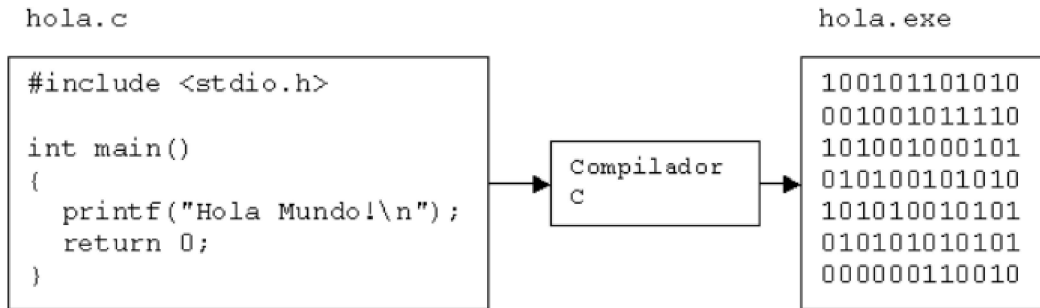 hola.c
#include <stdio.h>
int main()
{
printf("Hola Mundo!\n");
return 0;
}
Compilador
C
hola.exe
100101101010
001001011110
101001000101
010100101010
101010010101
010101010101
000000110010